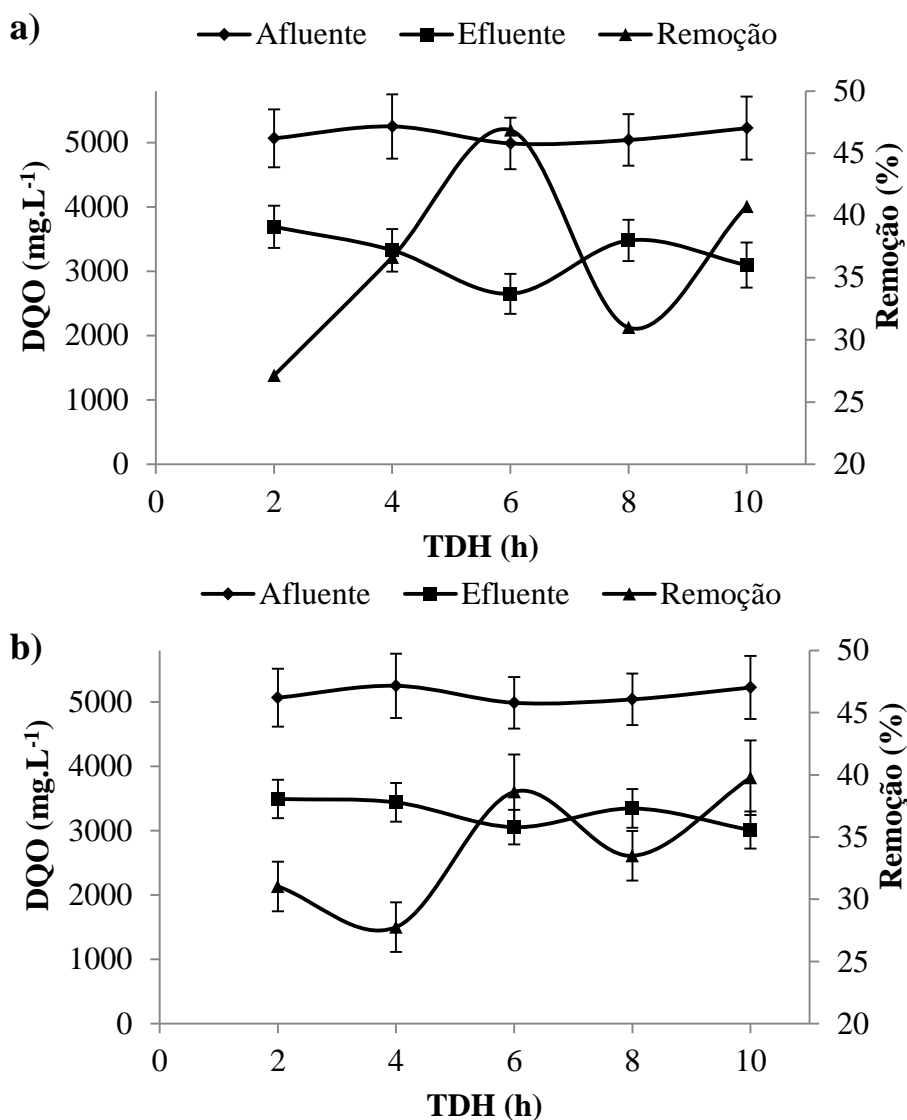 a)
Afluente Efluente Remoção
5000
4000
3000
2000
1000
0
DQO (mg.L-1)
50
45
40
35
30
25
20
Remoção (%)
0 2 4 6 8 10
TDH (h)
Afluente Efluente Remoção
b)
5000
4000
3000
2000
1000
0
DQO (mg.L-1)
50
45
40
35
30
25
20
Remoção (%)
0 2 4 6 8 10
TDH (h)